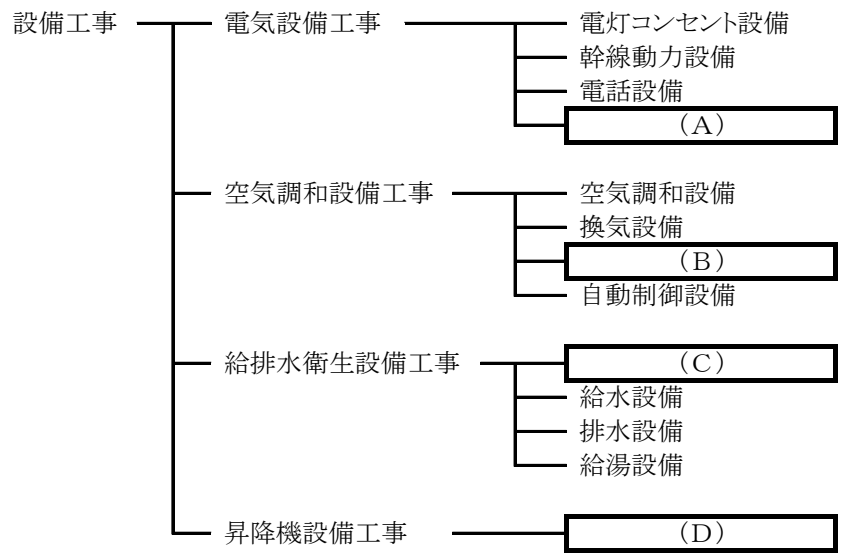 設備工事 電気設備工事 電灯コンセント設備
幹線動力設備
電話設備
（A）
空気調和設備工事 空気調和設備
換気設備
（B）
自動制御設備
給排水衛生設備工事 （C）
給水設備
排水設備
給湯設備
昇降機設備工事 （D）